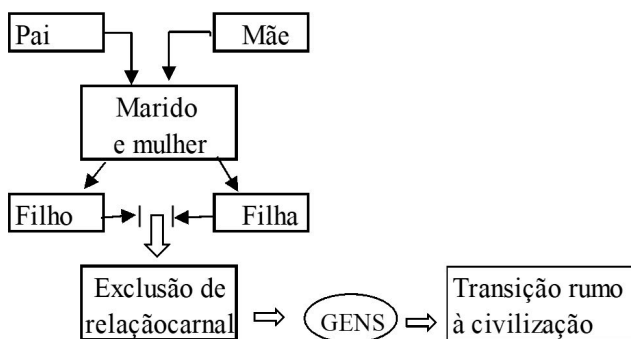 Pai
Mãe
Marido
e mulher
Filho
Filha
Exclusão de
relaçãocarnal
GENS
Transição rumo
à civilização